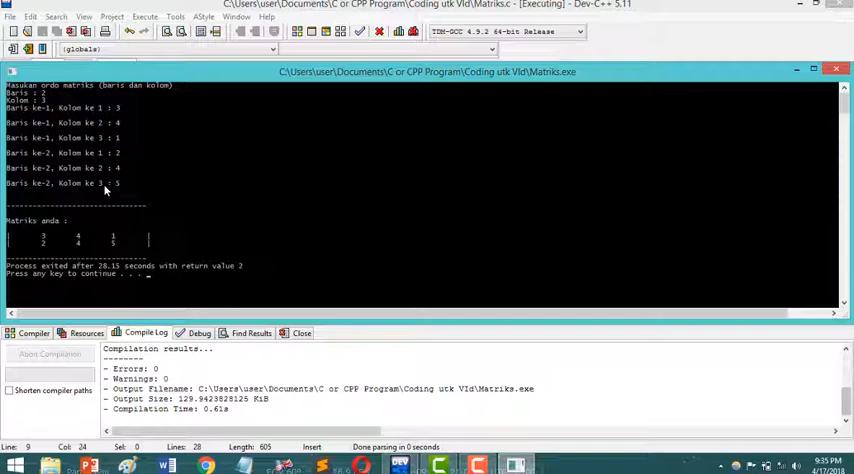 C:\Users\user\Documents\C or CPP Program\Coding utk VId\Matriks.c - [Executing] - Dev-C++ 5.11
File Edit Search View Project Execute Tools AStyle Window Help
TDM-GCC 4.9.2 64-bit Release
(globals)
C:\Users\user\Documents\C or CPP Program\Coding utk VId\Matriks.exe
Masukan ordo matriks (baris dam kolom)
Baris : 2
Kolom : 3
Baris ke-1, Kolom ke 1 : 3
Baris ke-1, Kolom ke 2 : 4
Baris ke-1, Kolom ke 3 : 1
Baris ke-2, Kolom ke 1 : 2
Baris ke-2, Kolom ke 2 : 4
Baris ke-2, Kolom ke 3 : 5
--------------------------------
Matriks anda :
| 3 4 1 |
| 2 4 5 |
--------------------------------
Process exited after 28.15 seconds with return value 2
Press any key to continue . . . _
Compiler Resources Compile Log Debug Find Results Close
Abort Compilation
Shorten compiler paths
Compilation results...
--------
- Errors: 0
- Warnings: 0
- Output Filename: C:\Users\user\Documents\C or CPP Program\Coding utk VId\Matriks.exe
- Output Size: 129.9423828125 KiB
- Compilation Time: 0.61s
Line: 9 Col: 24 Sel: 0 Lines: 28 Length: 605 Insert Done parsing in 0 seconds
9:35 PM
4/17/2018